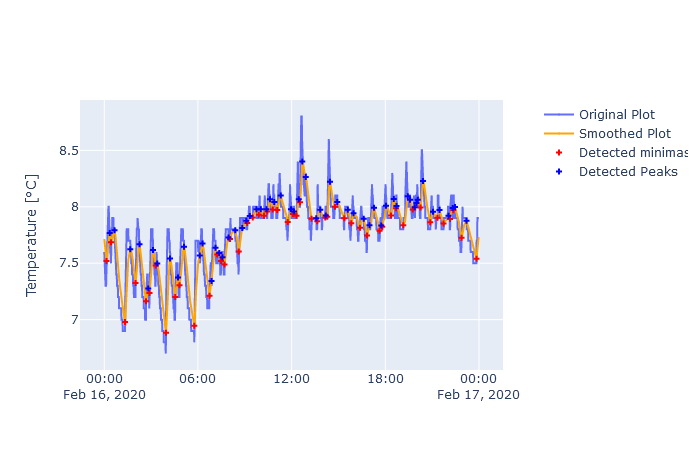 Original Plot
Smoothed Plot
Detected minimas
Detected Peaks
Temperature [°C]
8.5
8
7.5
7
00:00
06:00
12:00
18:00
00:00
Feb 16, 2020
Feb 17, 2020